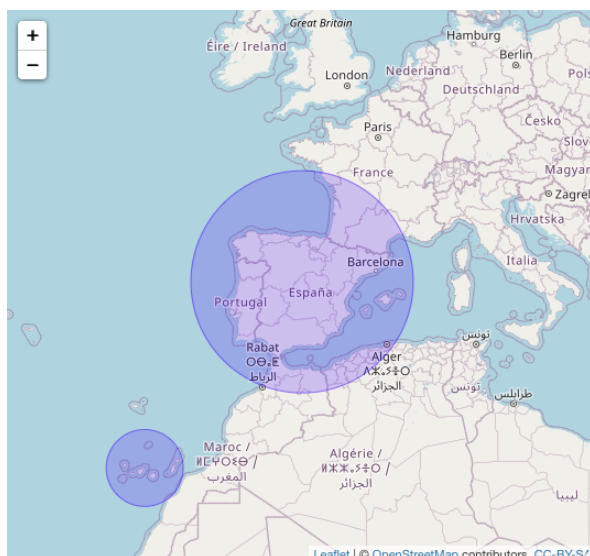 +
−
Great Britain
Éire / Ireland
Hamburg
Berlin
Nederland
London
Deutschland
Pols
Paris
Česko
Slove
France
Magyar
Zagreb
Hrvatska
Italia
Barcelona
Portugal
España
Rabat
ⵔⴱⴰⵟ
الرباط
Alger
الجزائر
تونس
تونس
طرابلس
Maroc /
ⵍⵎⵖⵔⵉⴱ /
المغرب
Algérie /
ⵍⵣⵣⴰⵢⴻⵔ /
الجزائر
ليبيا
Leaflet | © OpenStreetMap contributors, CC-BY-SA